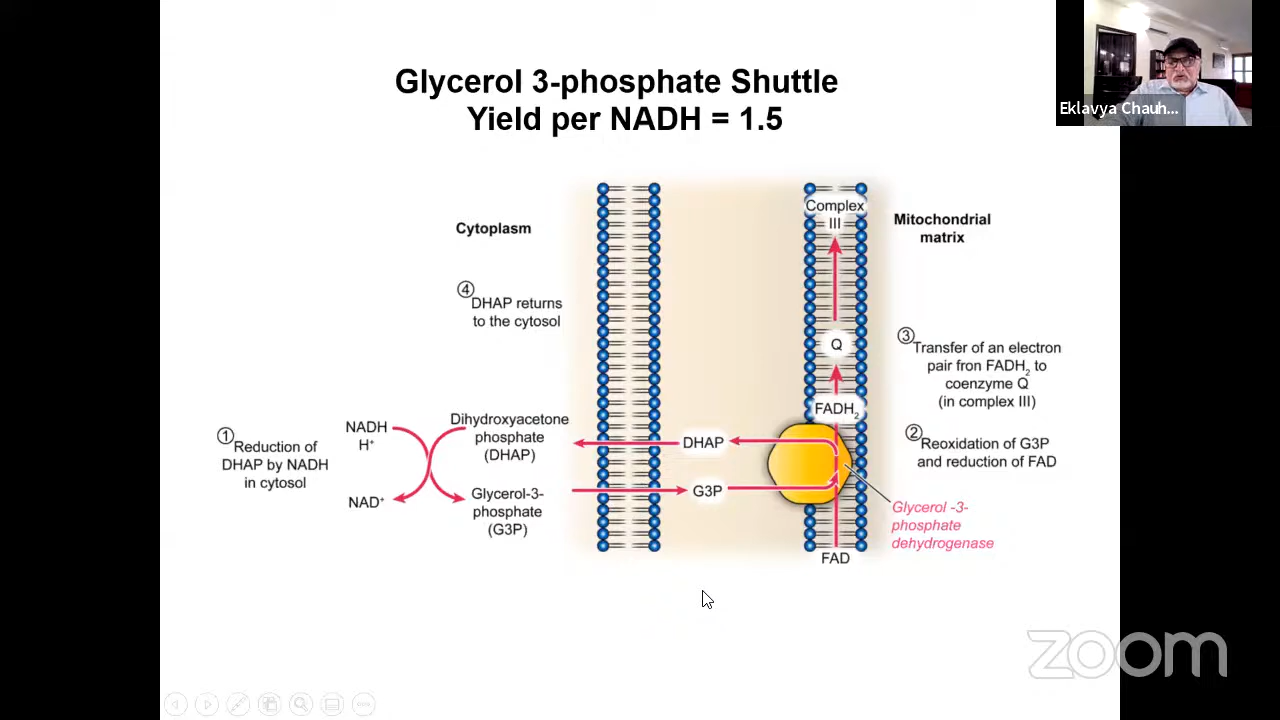 Glycerol 3-phosphate Shuttle
Yield per NADH = 1.5
Eklavya Chauh...
Cytoplasm
Complex
III
Mitochondrial
matrix
④
DHAP returns
to the cytosol
Q
③
Transfer of an electron
pair fron FADH₂ to
coenzyme Q
(in complex III)
FADH₂
②
Reoxidation of G3P
and reduction of FAD
①
Reduction of
DHAP by NADH
in cytosol
NADH
H⁺
NAD⁺
Dihydroxyacetone
phosphate
(DHAP)
Glycerol-3-
phosphate
(G3P)
DHAP
G3P
Glycerol -3-
phosphate
dehydrogenase
FAD
zoom